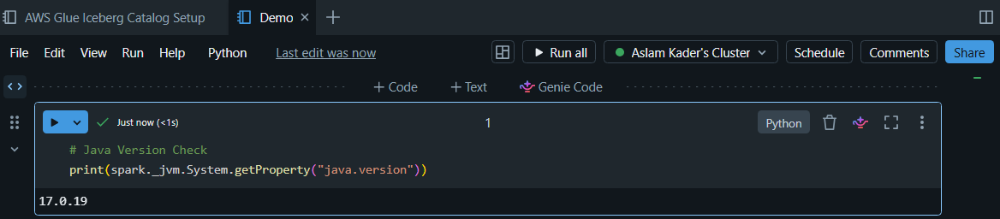 AWS Glue Iceberg Catalog Setup Demo
File Edit View Run Help Python Last edit was now Run all Aslam Kader's Cluster Schedule Comments Share
Code Text Genie Code
Just now (<1s) 1 Python
# Java Version Check
print(spark._jvm.System.getProperty("java.version"))
17.0.19